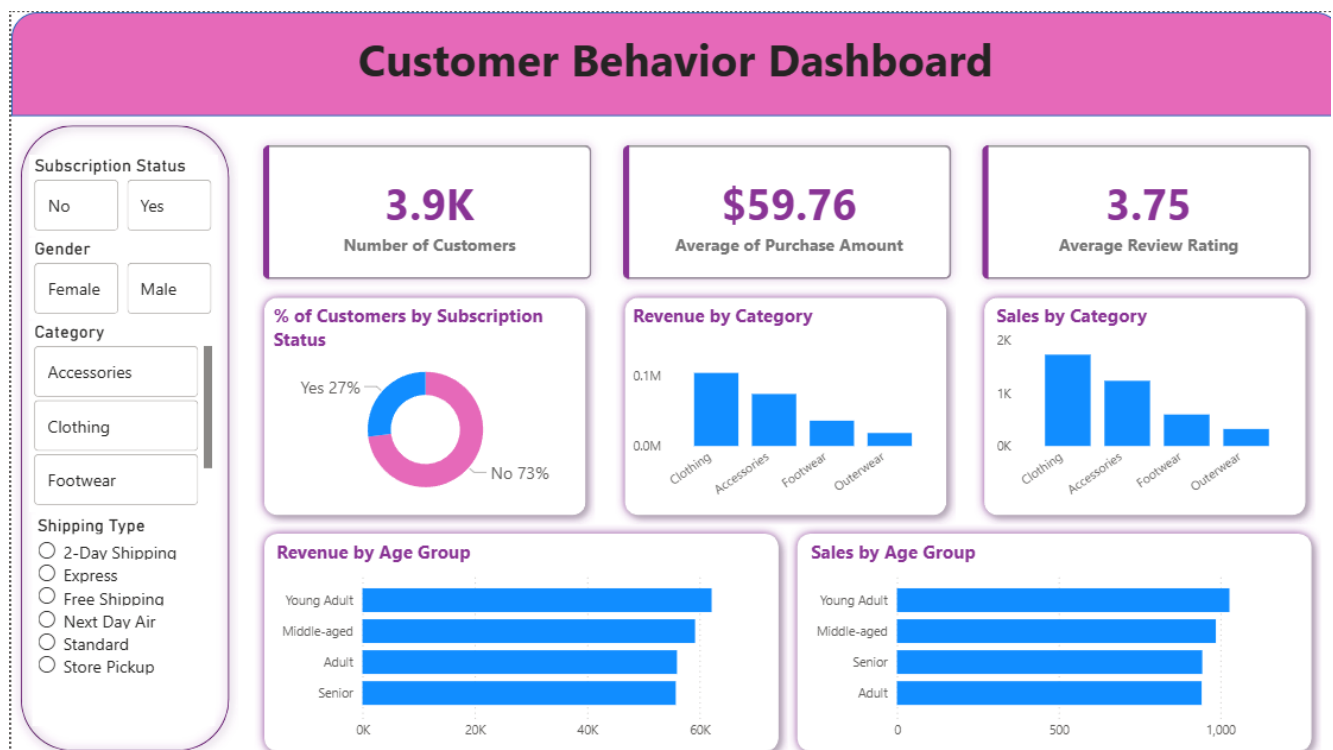 Customer Behavior Dashboard
Subscription Status
No
Yes
Gender
Female
Male
Category
Accessories
Clothing
Footwear
Shipping Type
2-Day Shipping
Express
Free Shipping
Next Day Air
Standard
Store Pickup
3.9K
Number of Customers
$59.76
Average of Purchase Amount
3.75
Average Review Rating
% of Customers by Subscription
Status
Yes 27%
No 73%
Revenue by Category
0.1M
0.0M
Clothing
Accessories
Footwear
Outerwear
Sales by Category
2K
1K
0K
Clothing
Accessories
Footwear
Outerwear
Revenue by Age Group
Young Adult
Middle-aged
Adult
Senior
0K
20K
40K
60K
Sales by Age Group
Young Adult
Middle-aged
Senior
Adult
0
500
1,000